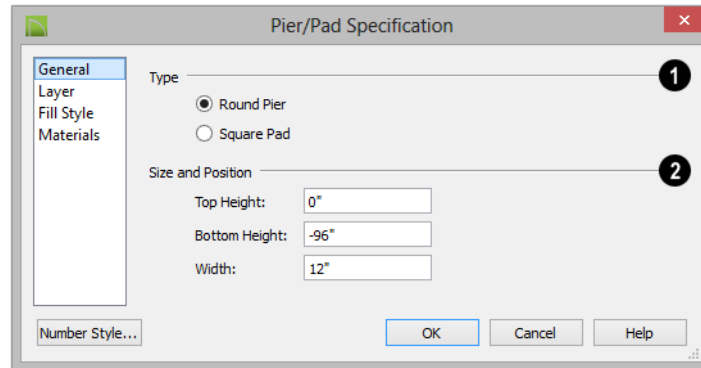 Pier/Pad Specification
General
Layer
Fill Style
Materials
Type
1
Round Pier
Square Pad
Size and Position
2
Top Height: 0"
Bottom Height: -96"
Width: 12"
Number Style... OK Cancel Help